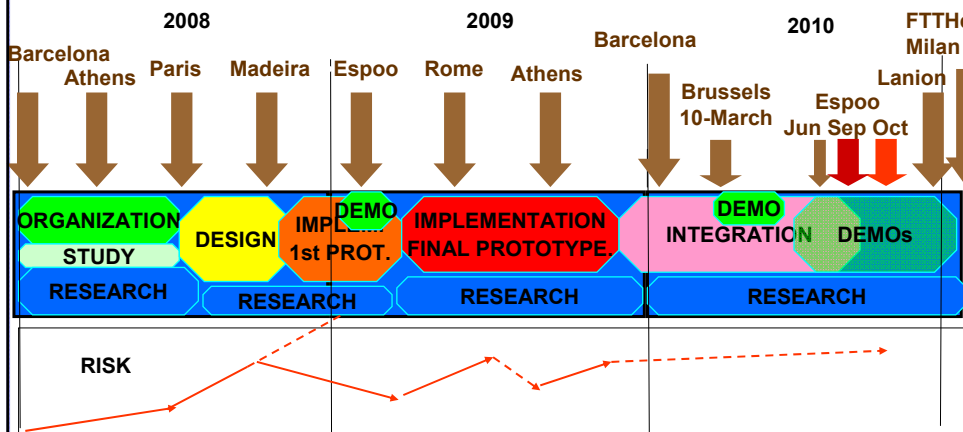 2008
2009
2010
Barcelona
Athens
Paris
Madeira
Espoo
Rome
Athens
Barcelona
Brussels
10-March
Espoo
Jun Sep Oct
Lanion
Milan
ORGANIZATION
STUDY
RESEARCH
DESIGN
1st PROT.
DEMO
RESEARCH
IMPLEMENTATION
FINAL PROTOTYPE.
RESEARCH
DEMO
INTEGRATION
DEMOs
RESEARCH
RISK